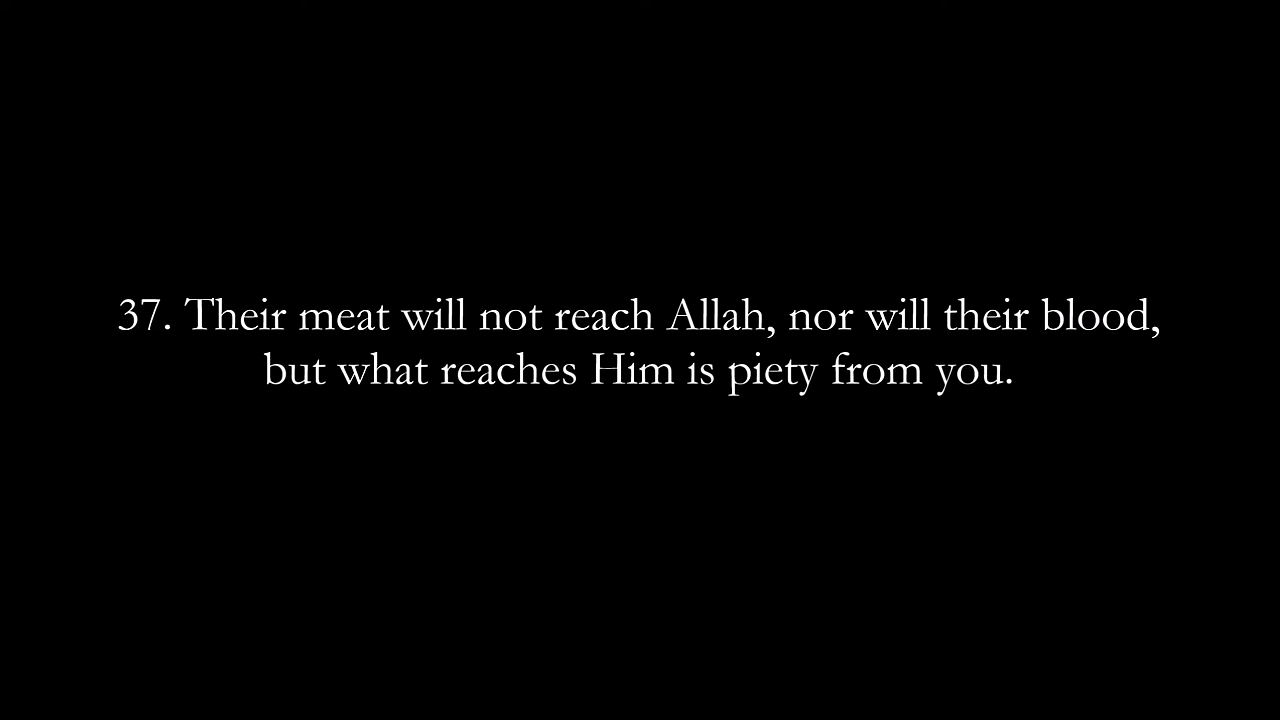 37. Their meat will not reach Allah, nor will their blood,
but what reaches Him is piety from you.